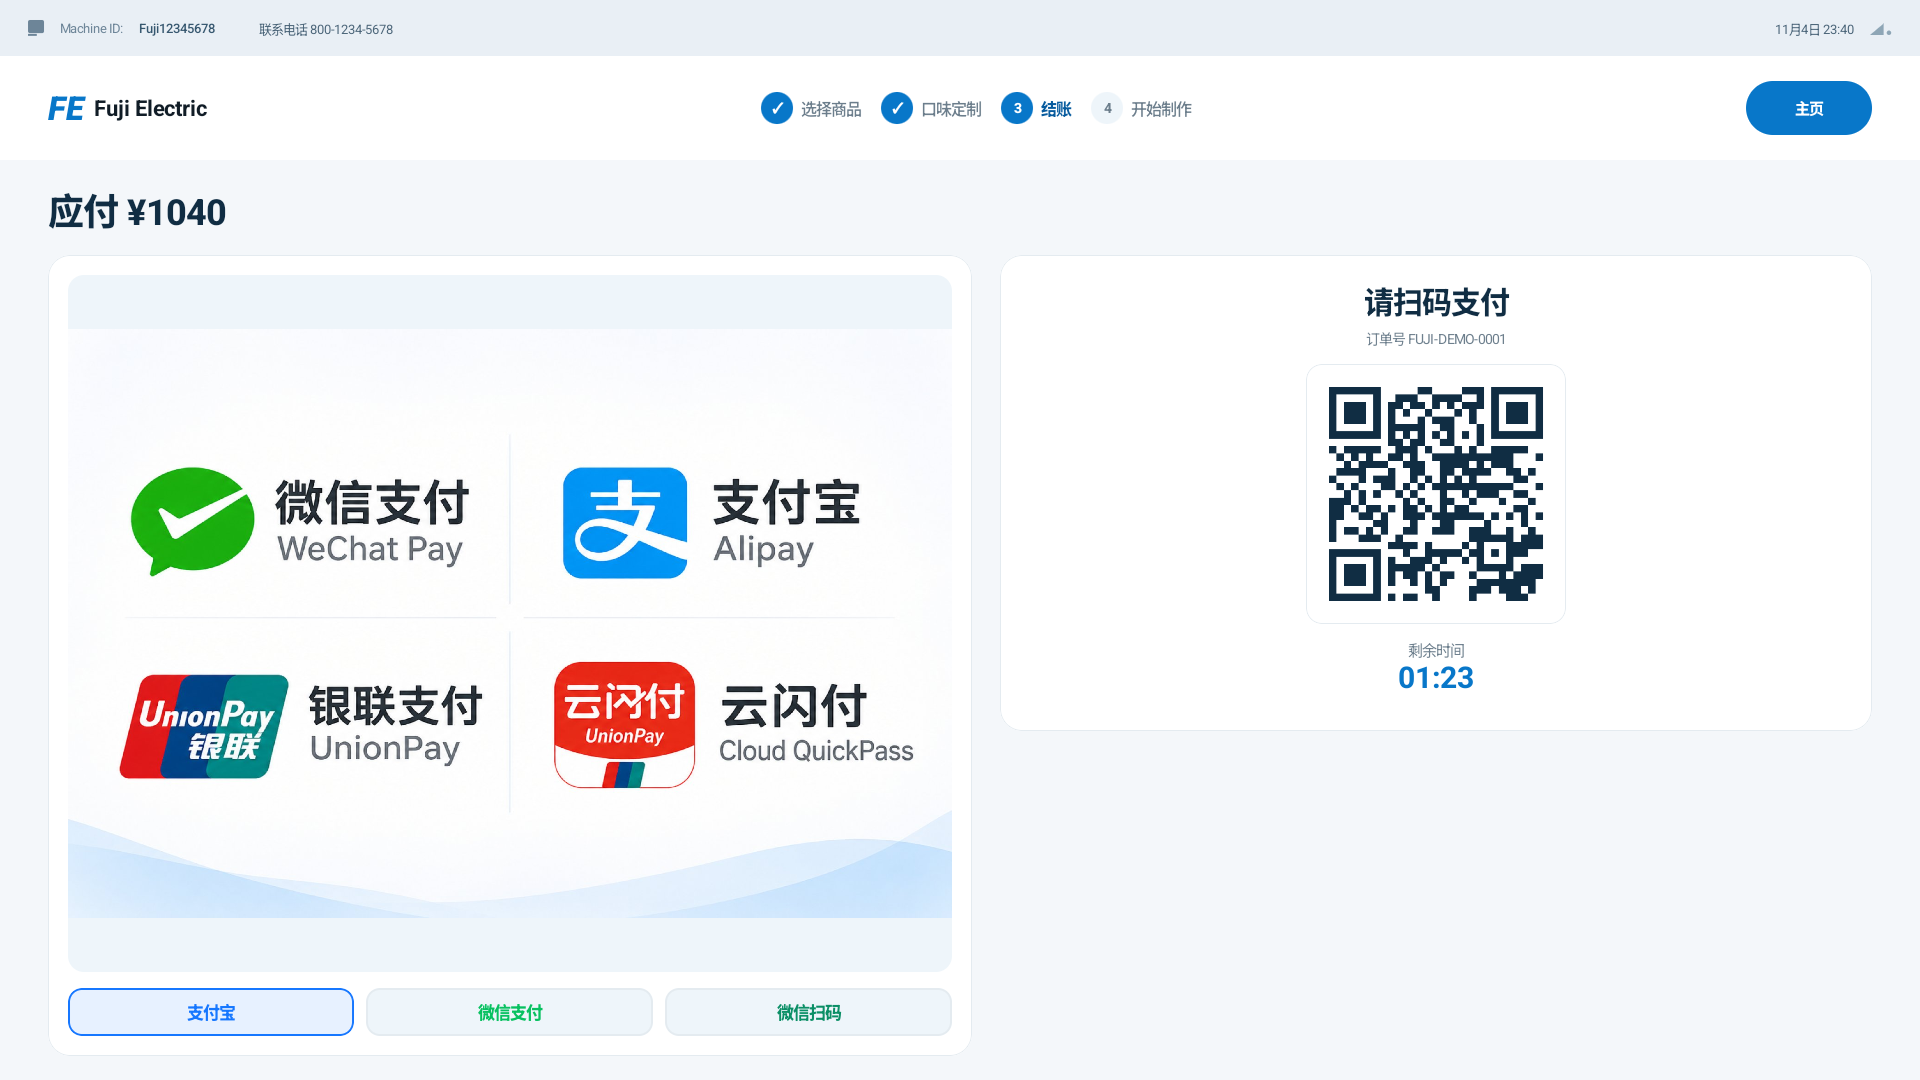 Machine ID: Fuji12345678 联系电话 800-1234-5678 11月4日 23:40
FE Fuji Electric
✓ 选择商品 ✓ 口味定制 3 结账 4 开始制作
主页
应付 ¥1040
微信支付
WeChat Pay
支付宝
Alipay
UnionPay
银联
银联支付
UnionPay
云闪付
UnionPay
云闪付
Cloud QuickPass
支付宝 微信支付 微信扫码
请扫码支付
订单号 FUJI-DEMO-0001
剩余时间
01:23